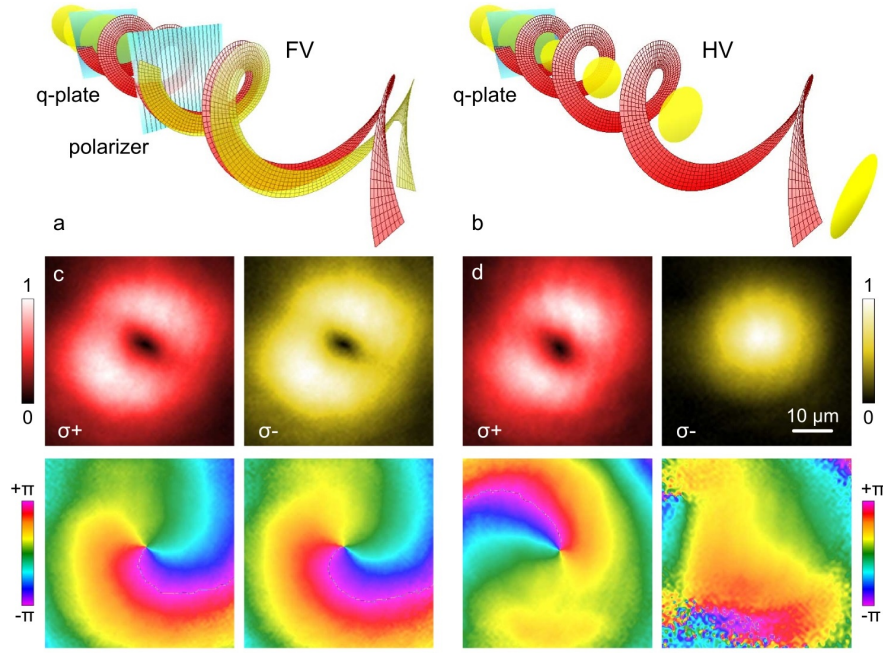 FV
q-plate
polarizer
a
HV
q-plate
b
1
0
c
σ+
σ-
d
σ+
σ-
10 μm
1
0
+π
-π
+π
-π